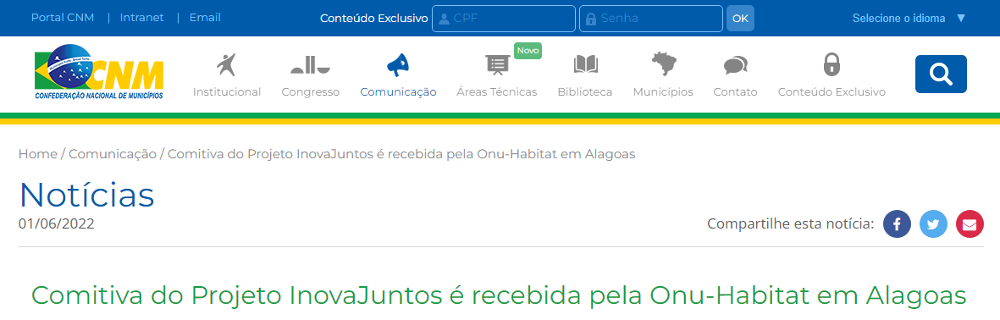 Portal CNM | Intranet | Email Conteúdo Exclusivo CPF Senha OK Selecione o idioma ▼
Novo
CNM
CONFEDERAÇÃO NACIONAL DE MUNICÍPIOS
Institucional Congresso Comunicação Áreas Técnicas Biblioteca Municípios Contato Conteúdo Exclusivo
Home / Comunicação / Comitiva do Projeto InovaJuntos é recebida pela Onu-Habitat em Alagoas
Notícias
01/06/2022
Compartilhe esta notícia:
Comitiva do Projeto InovaJuntos é recebida pela Onu-Habitat em Alagoas